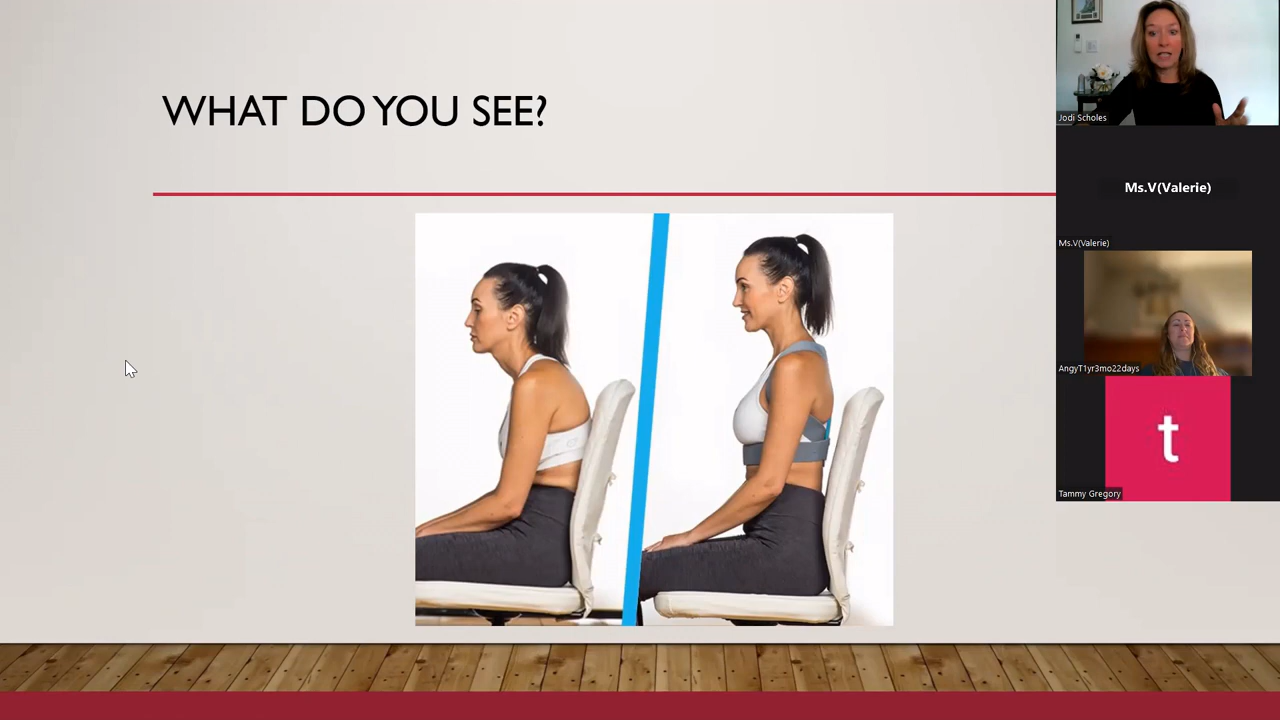 WHAT DO YOU SEE?
Jodi Scholes
Ms.V(Valerie)
Ms.V(Valerie)
AngyT1yr3mo22days
t
Tammy Gregory